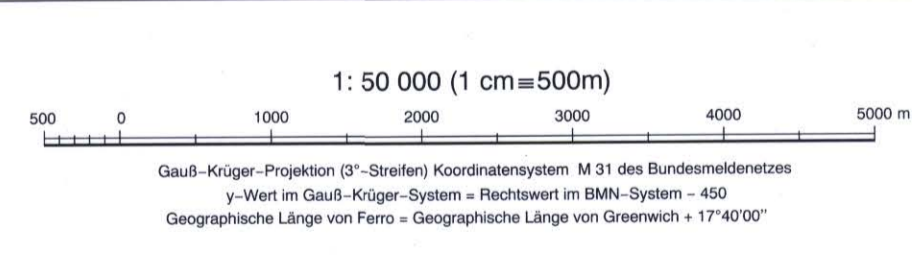 1: 50 000 (1 cm≡500m)
500 0 1000 2000 3000 4000 5000 m
Gauß–Krüger–Projektion (3°–Streifen) Koordinatensystem M 31 des Bundesmeldenetzes
y–Wert im Gauß–Krüger–System = Rechtswert im BMN–System – 450
Geographische Länge von Ferro = Geographische Länge von Greenwich + 17°40'00"